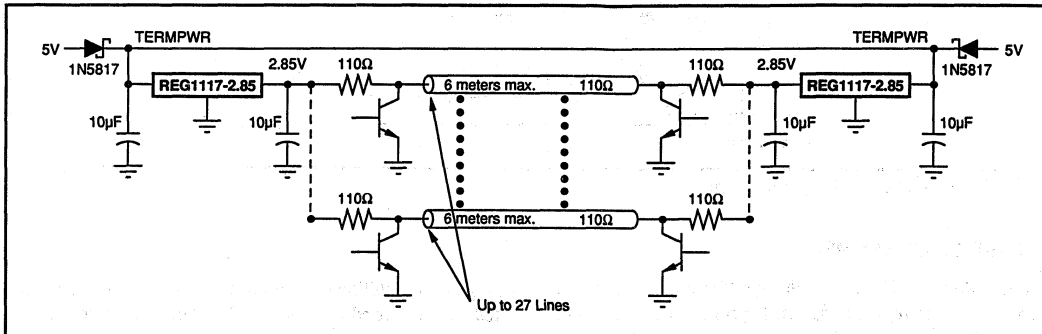 TERMPWR TERMPWR
5V 5V
1N5817 2.85V 110Ω 110Ω 2.85V 1N5817
REG1117-2.85 6 meters max. 110Ω REG1117-2.85
10µF 10µF 10µF 10µF
110Ω 110Ω
6 meters max. 110Ω
Up to 27 Lines